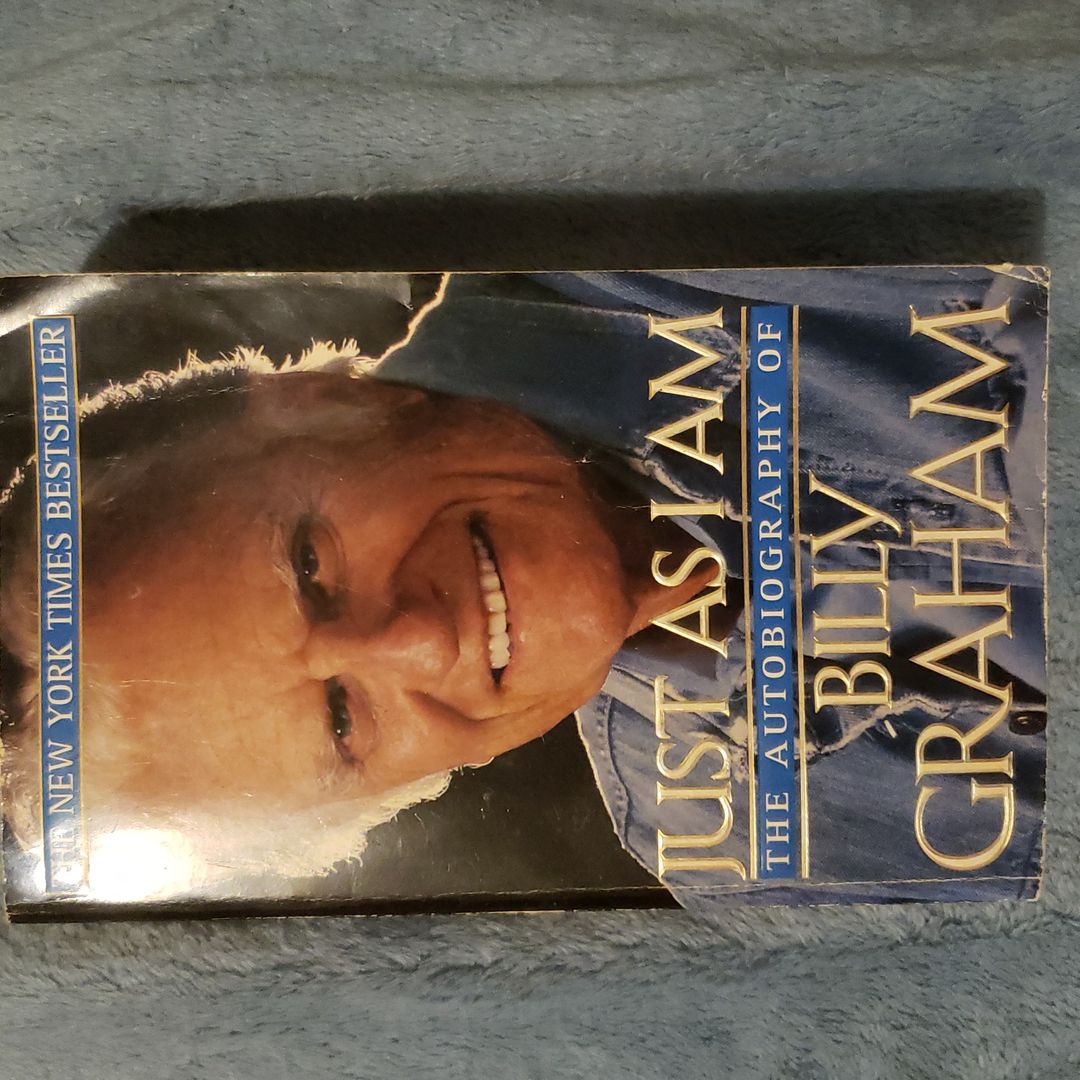 THE NEW YORK TIMES BESTSELLER
JUST AS I AM
THE AUTOBIOGRAPHY OF
BILLY
GRAHAM